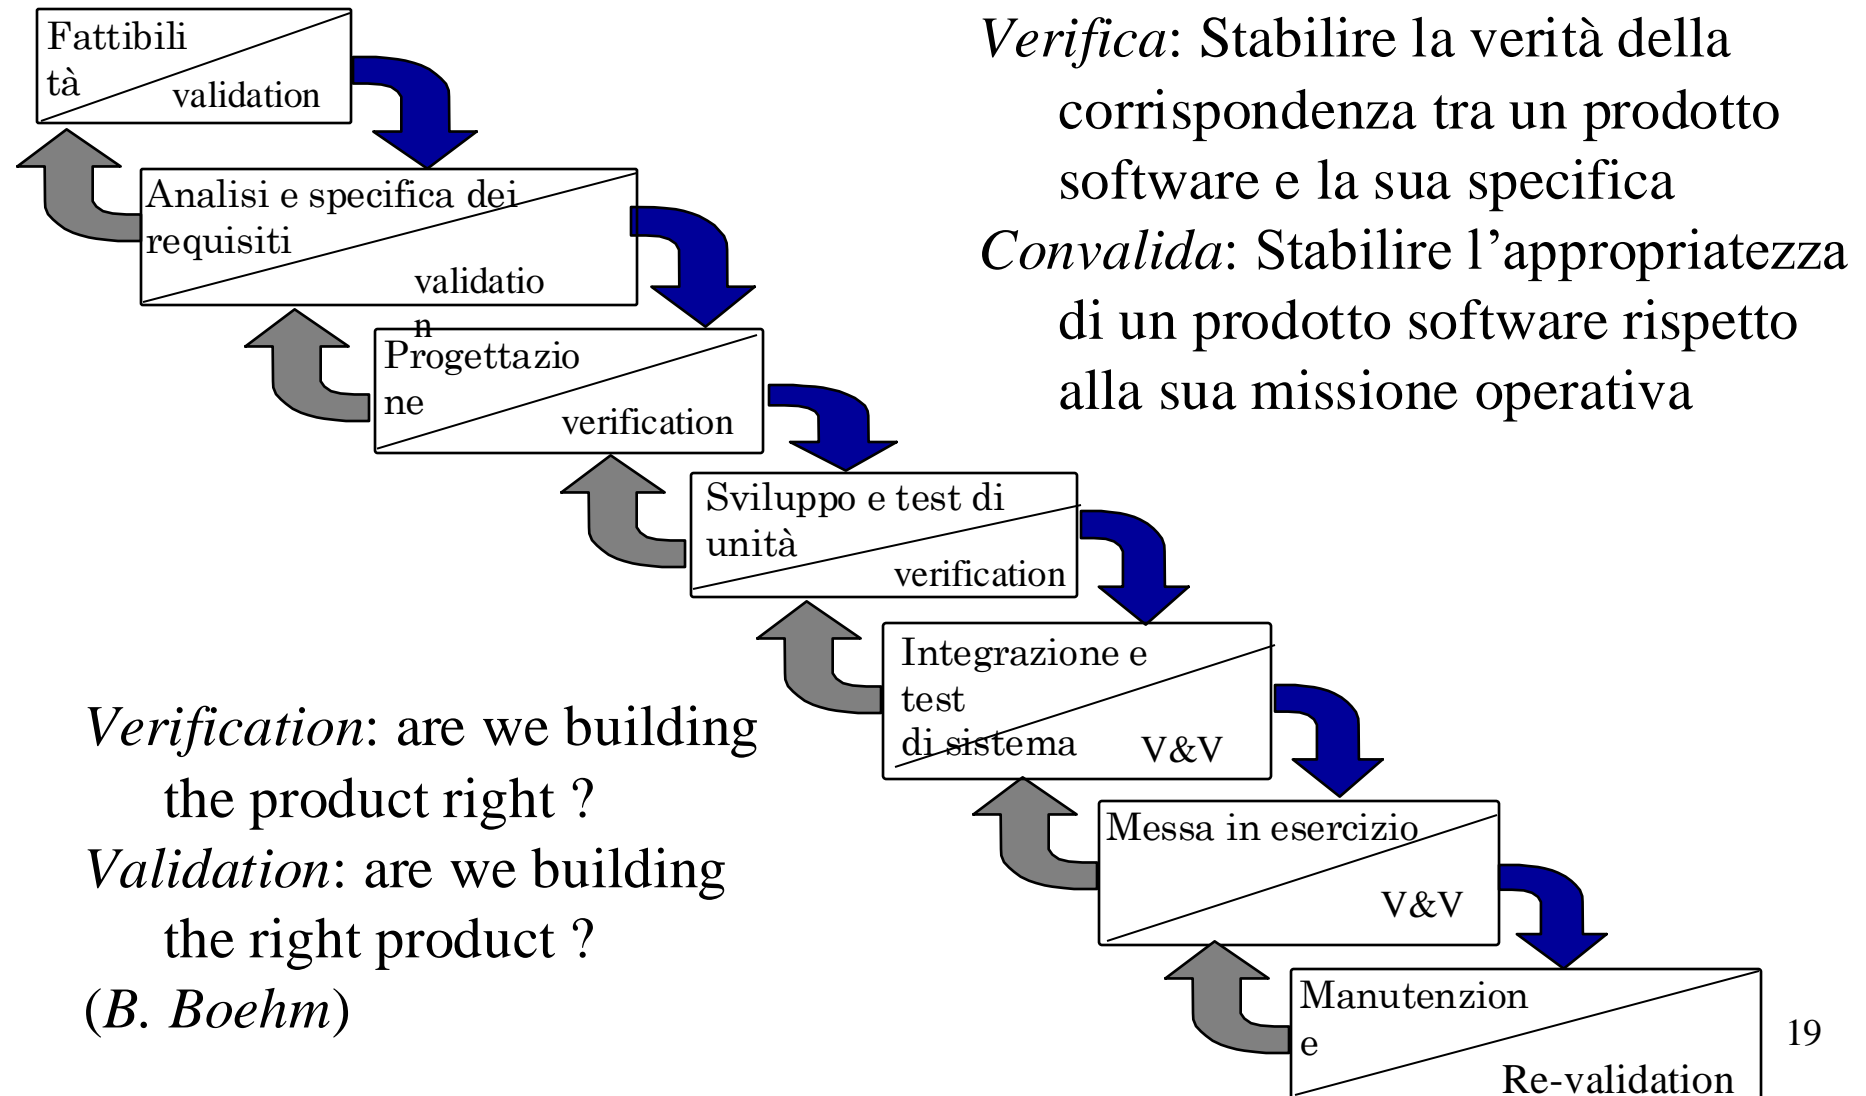 Fattibili
tà
validation
Analisi e specifica dei
requisiti
validatio
n
Progettazio
ne
verification
Sviluppo e test di
unità
verification
Integrazione e
test
di sistema
V&V
Messa in esercizio
V&V
Manutenzion
e
Re-validation
Verifica: Stabilire la verità della
corrispondenza tra un prodotto
software e la sua specifica
Convalida: Stabilire l’appropriatezza
di un prodotto software rispetto
alla sua missione operativa
Verification: are we building
the product right ?
Validation: are we building
the right product ?
(B. Boehm)
19